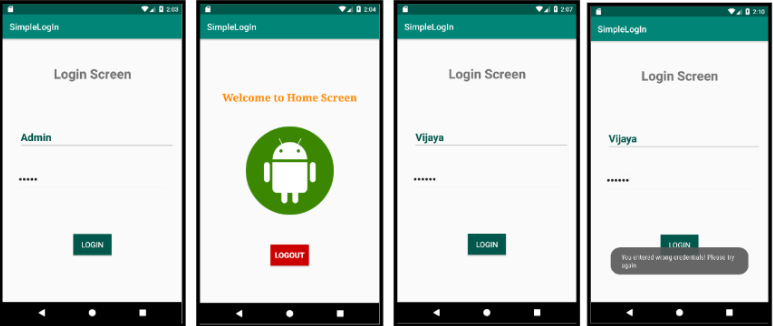 2:03
SimpleLogIn
Login Screen
Admin
•••••
LOGIN
2:04
SimpleLogIn
Welcome to Home Screen
LOGOUT
2:07
SimpleLogIn
Login Screen
Vijaya
••••••
LOGIN
2:10
SimpleLogIn
Login Screen
Vijaya
••••••
LOGIN
You entered wrong credentials! Please try
again